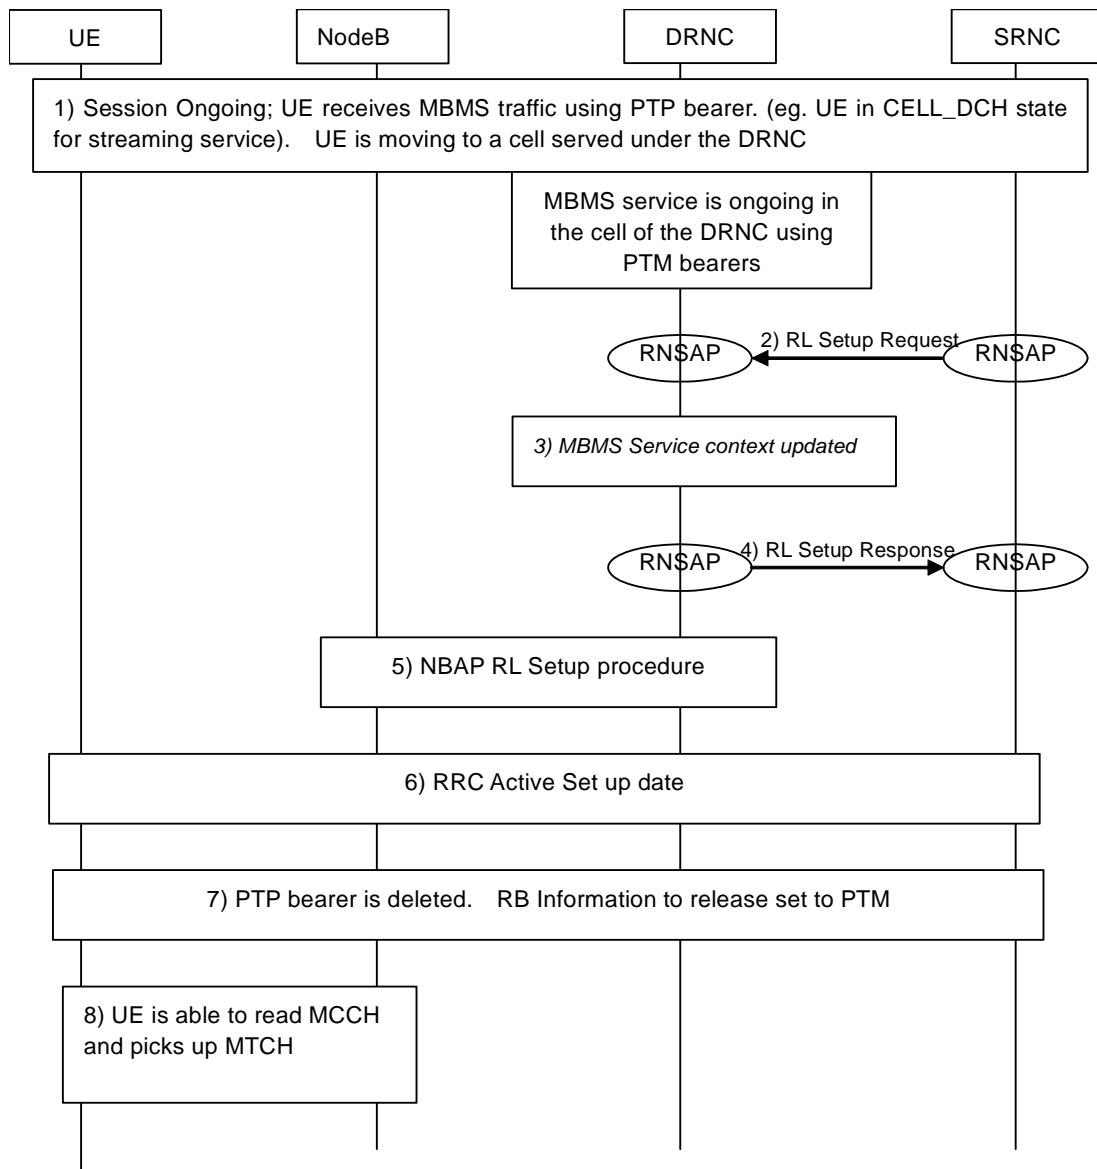 UE
NodeB
DRNC
SRNC
1) Session Ongoing; UE receives MBMS traffic using PTP bearer. (eg. UE in CELL_DCH state
for streaming service). UE is moving to a cell served under the DRNC
MBMS service is ongoing in
the cell of the DRNC using
PTM bearers
RNSAP
2) RL Setup Request
RNSAP
3) MBMS Service context updated
RNSAP
4) RL Setup Response
RNSAP
5) NBAP RL Setup procedure
6) RRC Active Set up date
7) PTP bearer is deleted. RB Information to release set to PTM
8) UE is able to read MCCH
and picks up MTCH